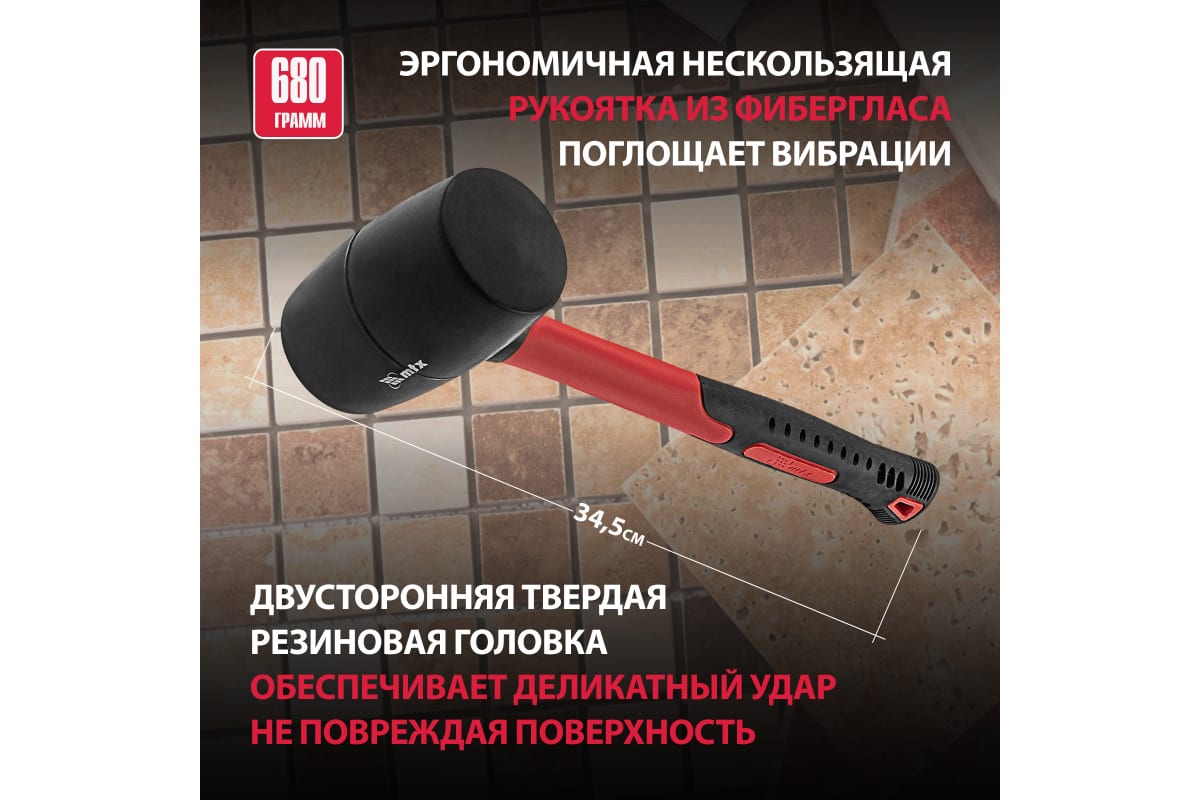 680
ГРАММ
ЭРГОНОМИЧНАЯ НЕСКОЛЬЗЯЩАЯ
РУКОЯТКА ИЗ ФИБЕРГЛАСА
ПОГЛОЩАЕТ ВИБРАЦИИ
mtx
mtx
34,5СМ
ДВУСТОРОННЯЯ ТВЕРДАЯ
РЕЗИНОВАЯ ГОЛОВКА
ОБЕСПЕЧИВАЕТ ДЕЛИКАТНЫЙ УДАР
НЕ ПОВРЕЖДАЯ ПОВЕРХНОСТЬ